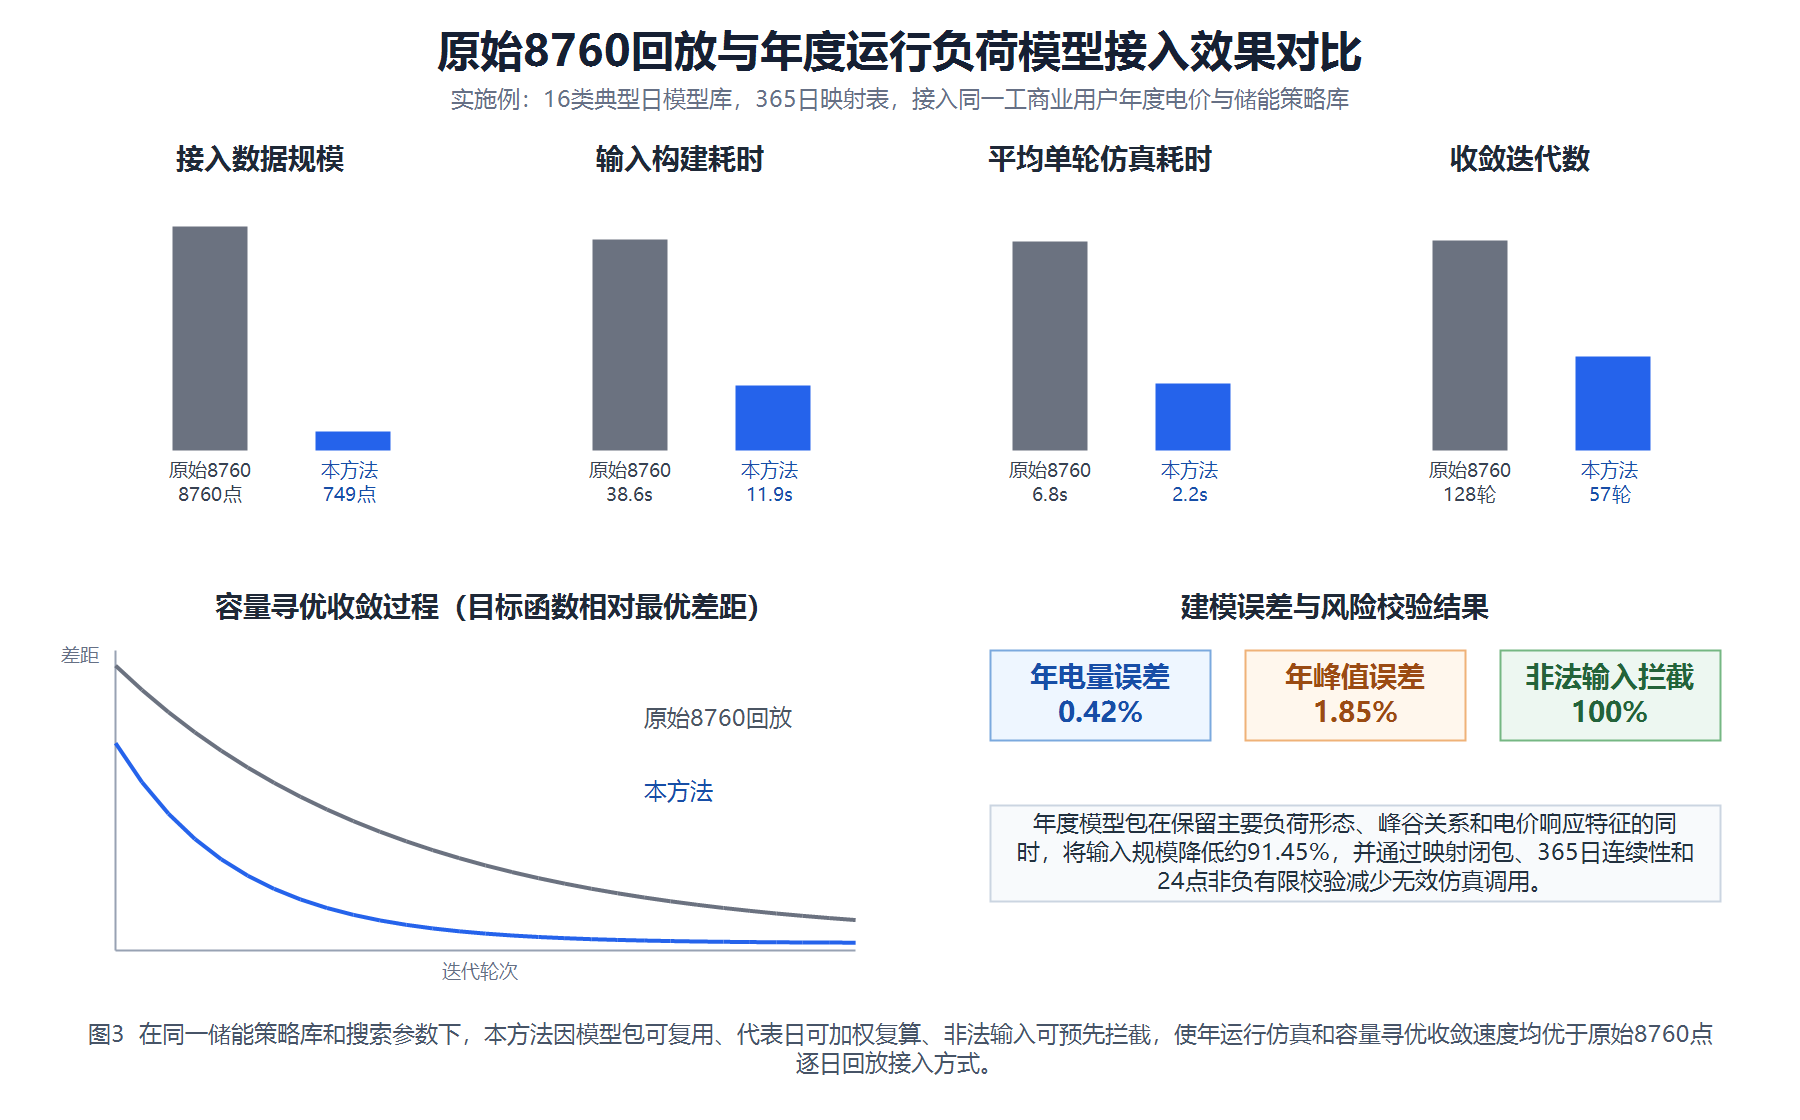 原始8760回放与年度运行负荷模型接入效果对比
实施例：16类典型日模型库，365日映射表，接入同一工商业用户年度电价与储能策略库
接入数据规模
原始8760
8760点
本方法
749点
输入构建耗时
原始8760
38.6s
本方法
11.9s
平均单轮仿真耗时
原始8760
6.8s
本方法
2.2s
收敛迭代数
原始8760
128轮
本方法
57轮
容量寻优收敛过程（目标函数相对最优差距）
差距
原始8760回放
本方法
迭代轮次
建模误差与风险校验结果
年电量误差
0.42%
年峰值误差
1.85%
非法输入拦截
100%
年度模型包在保留主要负荷形态、峰谷关系和电价响应特征的同
时，将输入规模降低约91.45%，并通过映射闭包、365日连续性和
24点非负有限校验减少无效仿真调用。
图3  在同一储能策略库和搜索参数下，本方法因模型包可复用、代表日可加权复算、非法输入可预先拦截，使年运行仿真和容量寻优收敛速度均优于原始8760点
逐日回放接入方式。